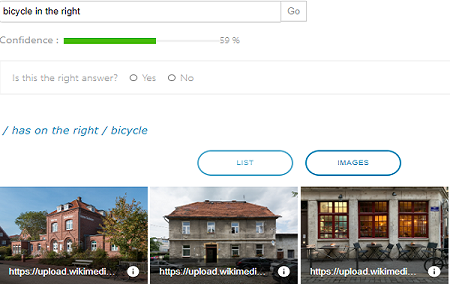 bicycle in the right Go
Confidence : 59 %
Is this the right answer? Yes No
/ has on the right / bicycle
LIST IMAGES
https://upload.wikimedi... https://upload.wikimedi... https://upload.wikimedi...